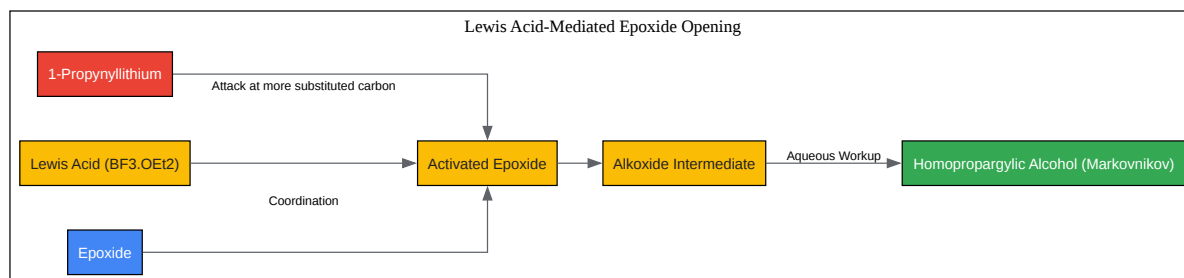 Lewis Acid-Mediated Epoxide Opening
1-Propynyllithium
Attack at more substituted carbon
Lewis Acid (BF3.OEt2)
Activated Epoxide
Alkoxide Intermediate
Aqueous Workup
Homopropargylic Alcohol (Markovnikov)
Coordination
Epoxide